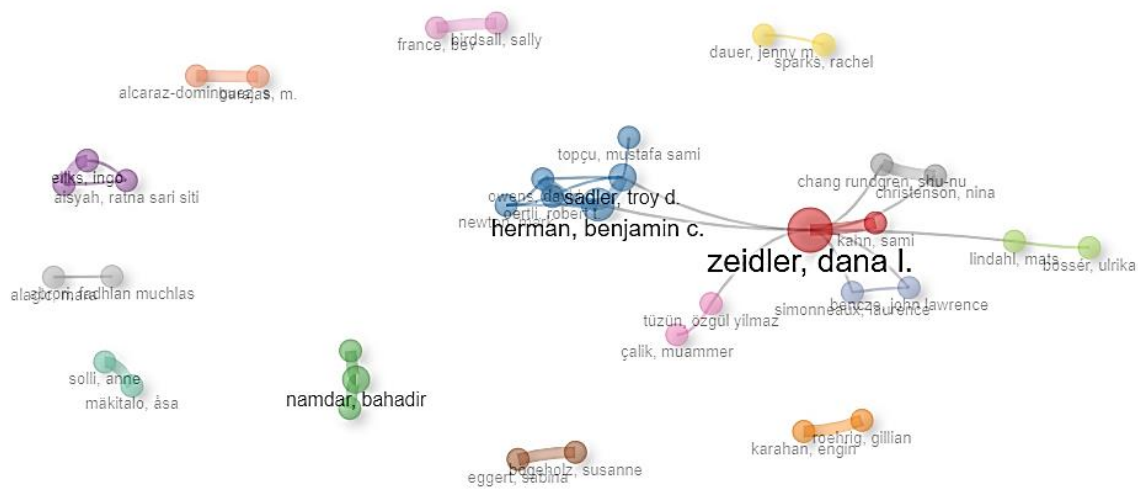 france, bev
birdsall, sally
dauer, jenny m.
sparks, rachel
alcaraz-dominguez, s.
barajas, m.
topçu, mustafa sami
eilks, ingo
aisyah, ratna sari siti
chang rundgren, shu-nu
christenson, nina
sadler, troy d.
newton, mark
herman, benjamin c.
kahn, sami
zeidler, dana l.
lindahl, mats
bossér, ulrika
fadhlan muchlas
bencze, john lawrence
simonneaux, laurence
tüzün, özgül yilmaz
çalik, muammer
solli, anne
mäkitalo, åsa
namdar, bahadir
roehrig, gillian
karahan, engin
bögeholz, susanne
eggert, sabina